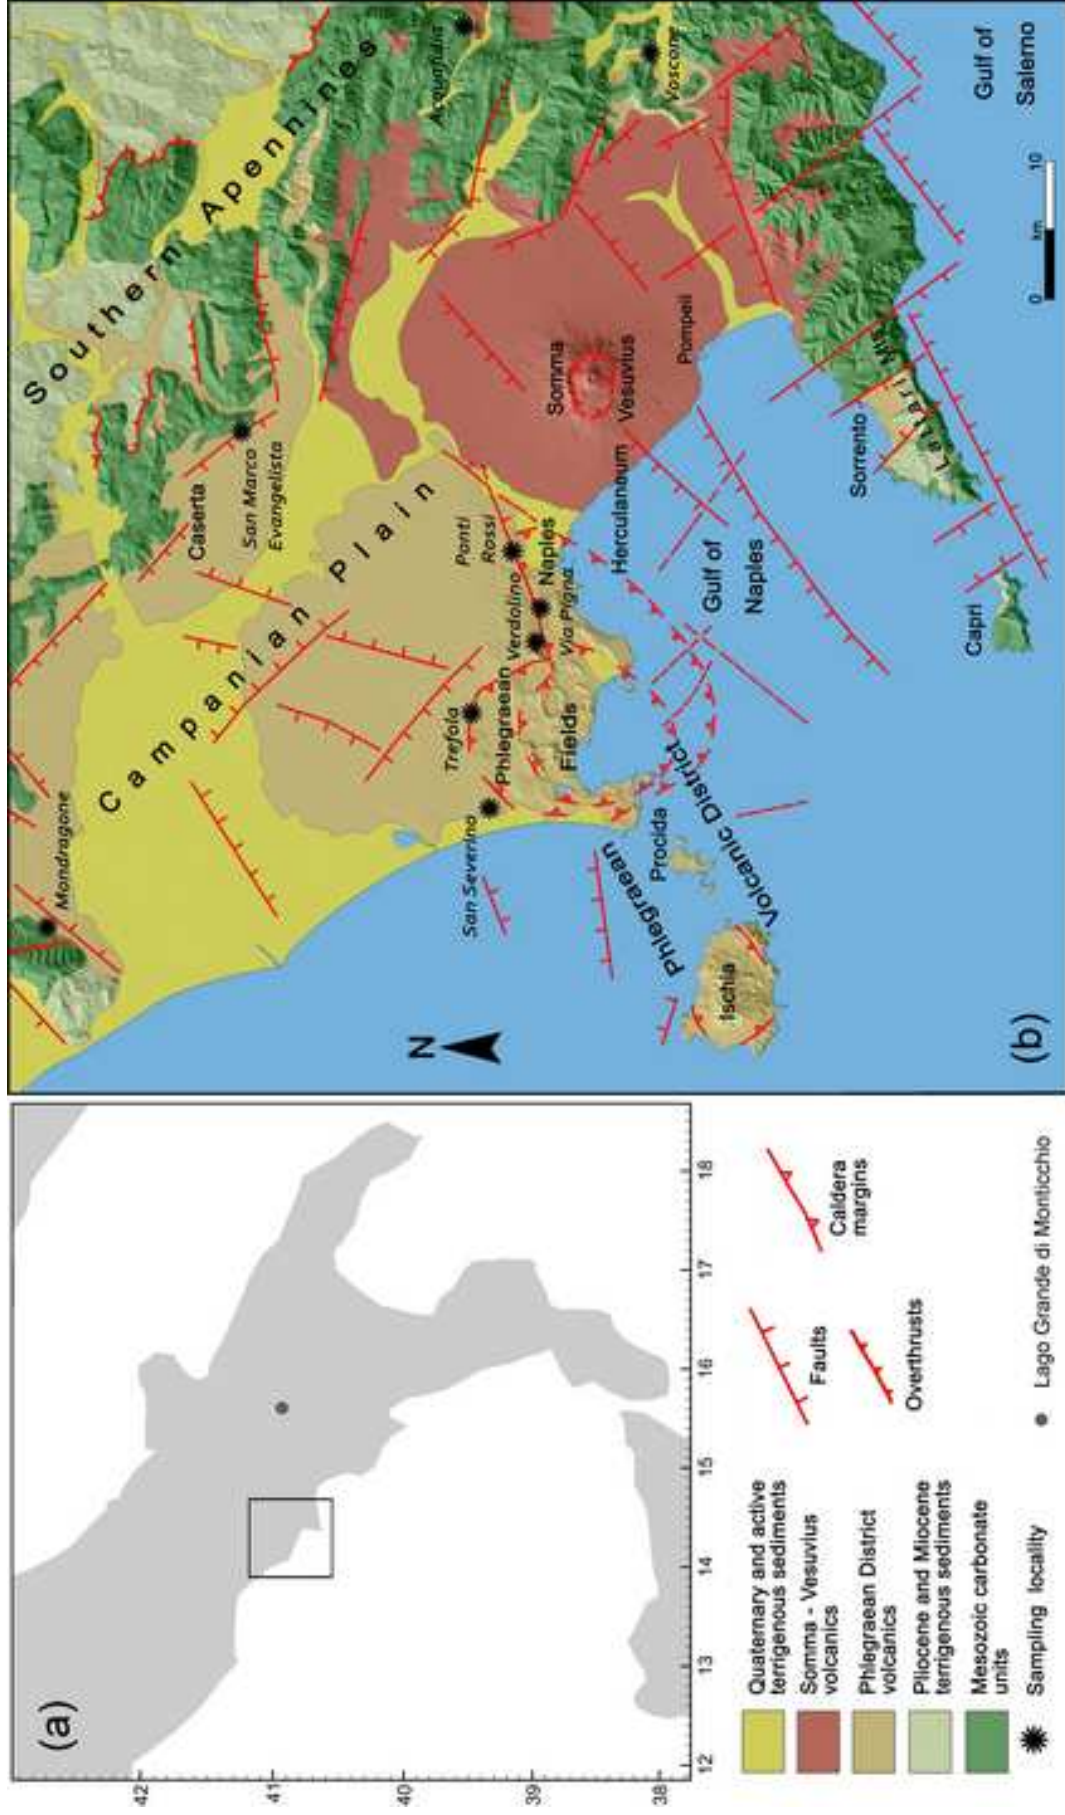 (a)
42
41
40
39
38
12
13
14
15
16
17
18
Quaternary and active
terrigenous sediments
Somma - Vesuvius
volcanics
Phlegraean District
volcanics
Pliocene and Miocene
terrigenous sediments
Mesozoic carbonate
units
Sampling locality
Faults
Overthrusts
Caldera
margins
Lago Grande di Monticchio
(b)
N
Mondragone
Southern Apennines
Campanian Plain
Caserta
San Marco
Evangelista
Acquafidia
Voscone
San Severino
Trefola
Phlegraean
Fields
Verdolino
Ponti
Rossi
Naples
Via Pigna
Somma
Vesuvius
Herculaneum
Pompeii
Gulf of
Naples
Procida
Phlegraean
Volcanic District
Ischia
Capri
Sorrento
Lattari Mts
Gulf of
Salerno
0
km
10